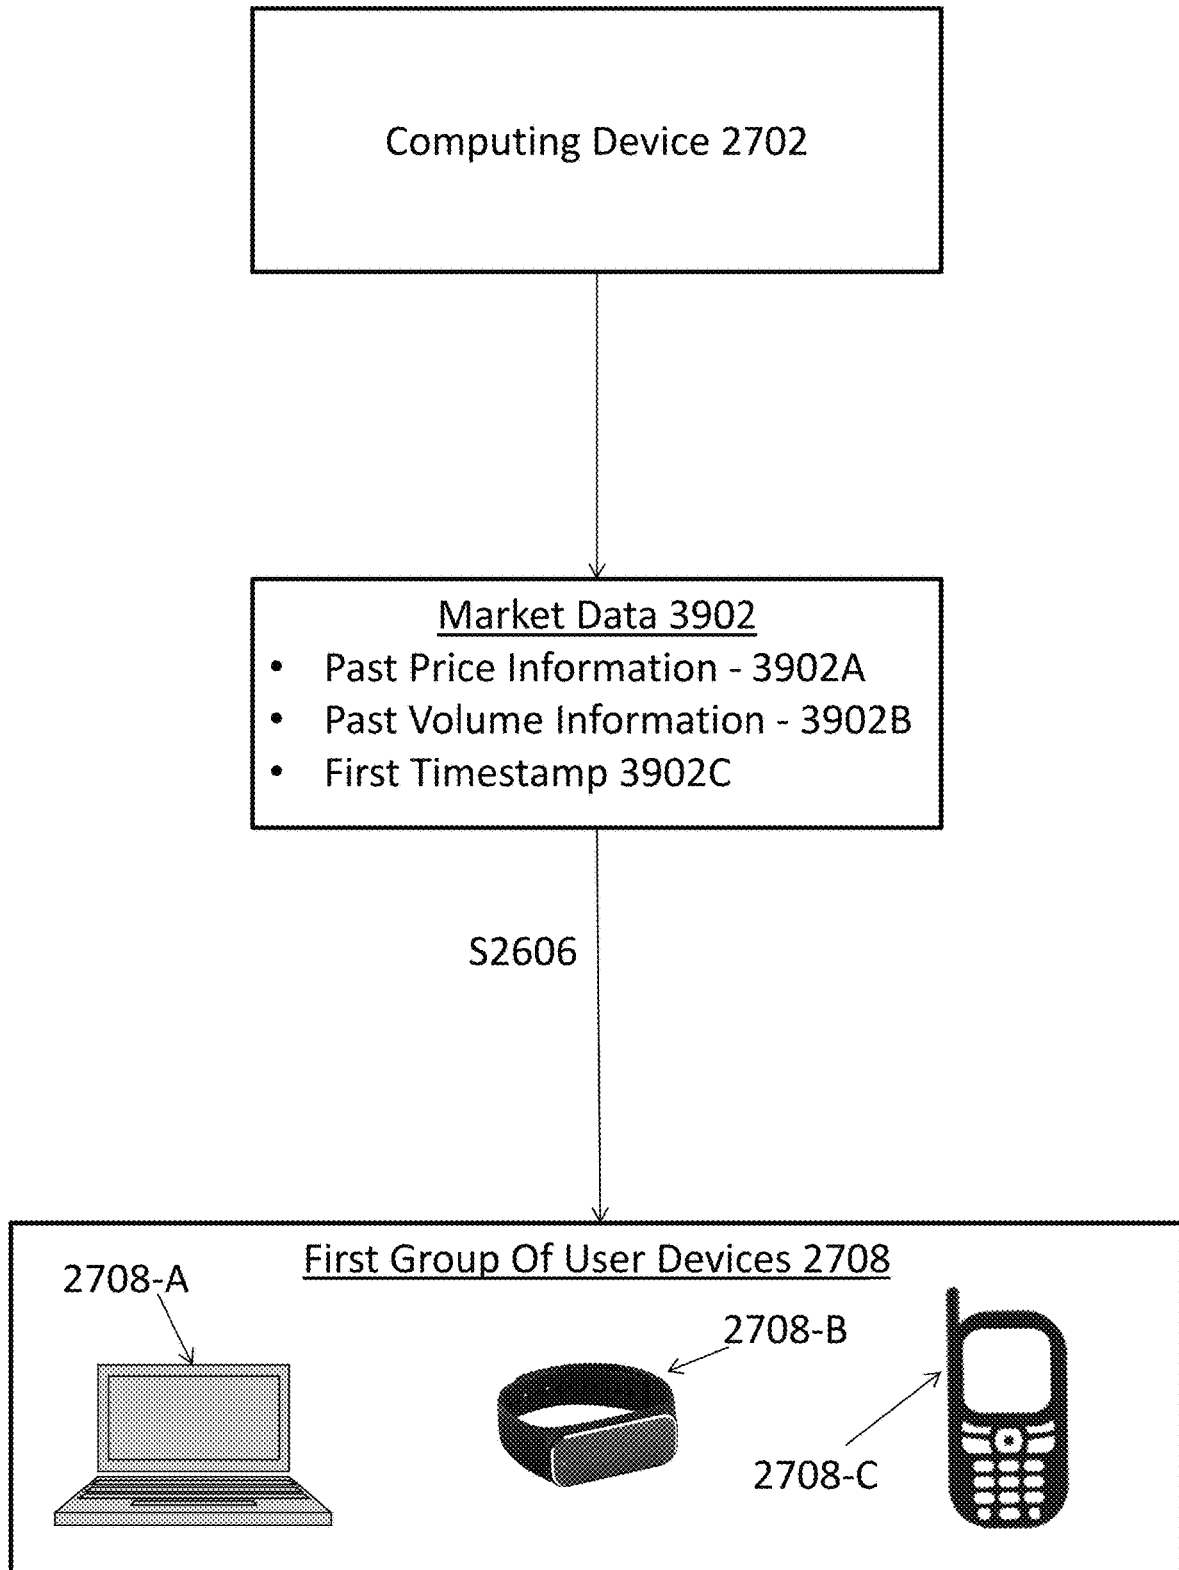 Computing Device 2702
Market Data 3902
• Past Price Information - 3902A
• Past Volume Information - 3902B
• First Timestamp 3902C
S2606
First Group Of User Devices 2708
2708-A
2708-B
2708-C